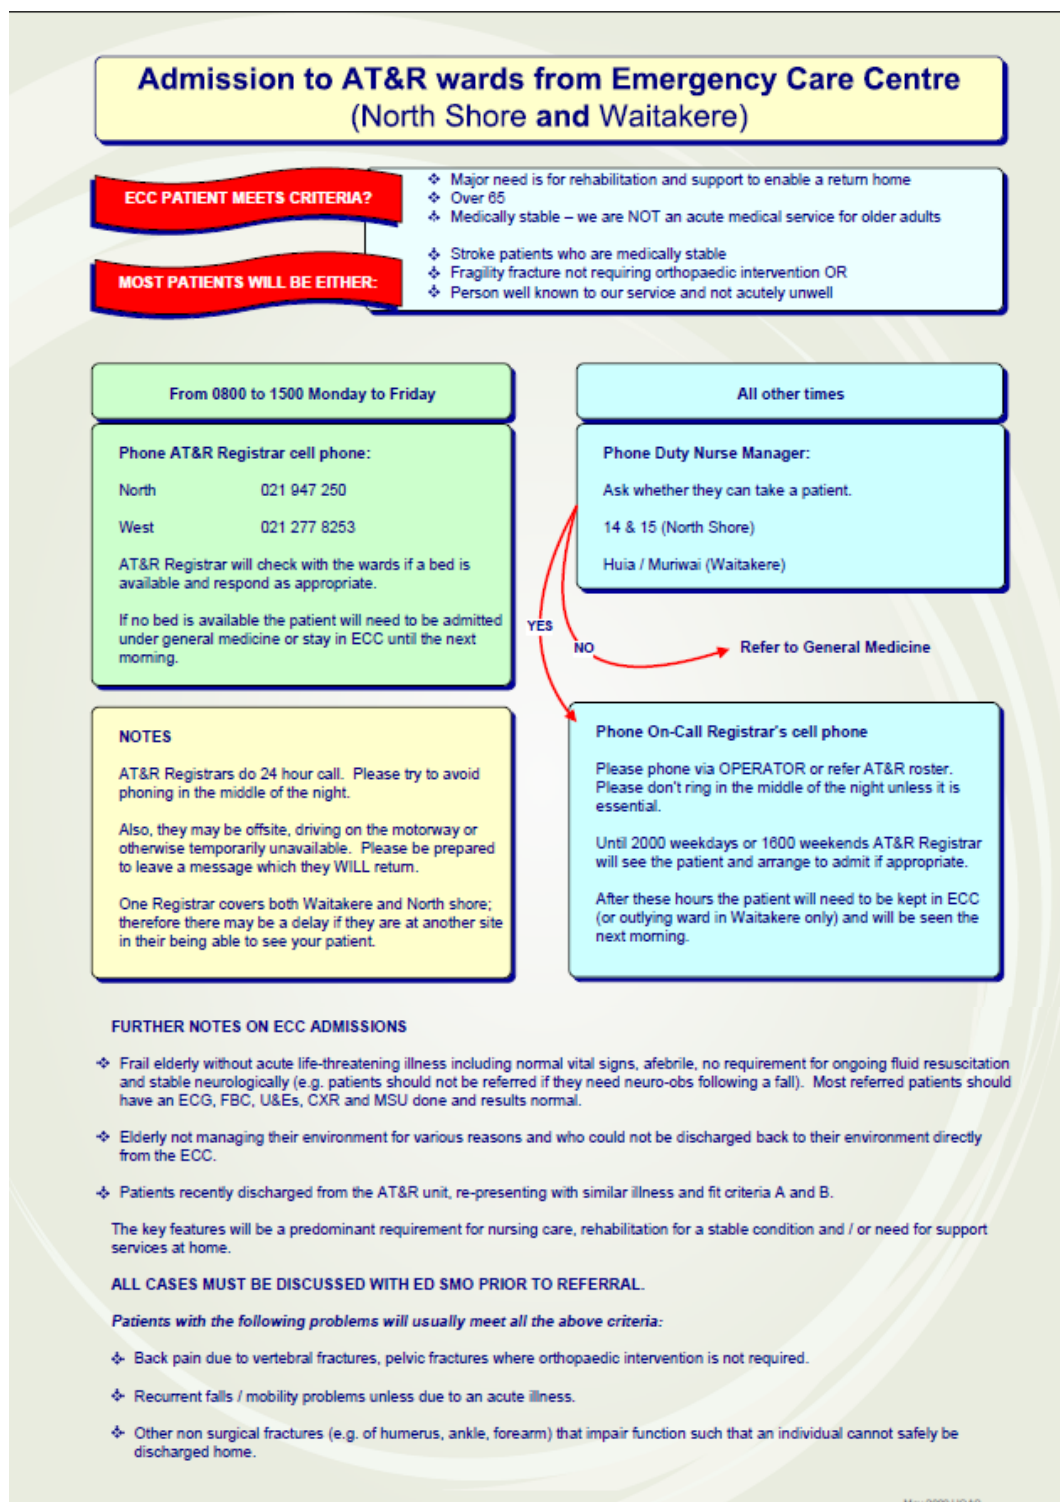 Admission to AT&R wards from Emergency Care Centre
(North Shore and Waitakere)
ECC PATIENT MEETS CRITERIA?
❖ Major need is for rehabilitation and support to enable a return home
❖ Over 65
❖ Medically stable – we are NOT an acute medical service for older adults
MOST PATIENTS WILL BE EITHER:
❖ Stroke patients who are medically stable
❖ Fragility fracture not requiring orthopaedic intervention OR
❖ Person well known to our service and not acutely unwell
From 0800 to 1500 Monday to Friday
Phone AT&R Registrar cell phone:
North 021 947 250
West 021 277 8253
AT&R Registrar will check with the wards if a bed is
available and respond as appropriate.
If no bed is available the patient will need to be admitted
under general medicine or stay in ECC until the next
morning.
All other times
Phone Duty Nurse Manager:
Ask whether they can take a patient.
14 & 15 (North Shore)
Huia / Muriwai (Waitakere)
YES
NO
Refer to General Medicine
NOTES
AT&R Registrars do 24 hour call. Please try to avoid
phoning in the middle of the night.
Also, they may be offsite, driving on the motorway or
otherwise temporarily unavailable. Please be prepared
to leave a message which they WILL return.
One Registrar covers both Waitakere and North shore;
therefore there may be a delay if they are at another site
in their being able to see your patient.
Phone On-Call Registrar's cell phone
Please phone via OPERATOR or refer AT&R roster.
Please don't ring in the middle of the night unless it is
essential.
Until 2000 weekdays or 1600 weekends AT&R Registrar
will see the patient and arrange to admit if appropriate.
After these hours the patient will need to be kept in ECC
(or outlying ward in Waitakere only) and will be seen the
next morning.
FURTHER NOTES ON ECC ADMISSIONS
❖ Frail elderly without acute life-threatening illness including normal vital signs, afebrile, no requirement for ongoing fluid resuscitation
and stable neurologically (e.g. patients should not be referred if they need neuro-obs following a fall). Most referred patients should
have an ECG, FBC, U&Es, CXR and MSU done and results normal.
❖ Elderly not managing their environment for various reasons and who could not be discharged back to their environment directly
from the ECC.
❖ Patients recently discharged from the AT&R unit, re-presenting with similar illness and fit criteria A and B.
The key features will be a predominant requirement for nursing care, rehabilitation for a stable condition and / or need for support
services at home.
ALL CASES MUST BE DISCUSSED WITH ED SMO PRIOR TO REFERRAL.
Patients with the following problems will usually meet all the above criteria:
❖ Back pain due to vertebral fractures, pelvic fractures where orthopaedic intervention is not required.
❖ Recurrent falls / mobility problems unless due to an acute illness.
❖ Other non surgical fractures (e.g. of humerus, ankle, forearm) that impair function such that an individual cannot safely be
discharged home.